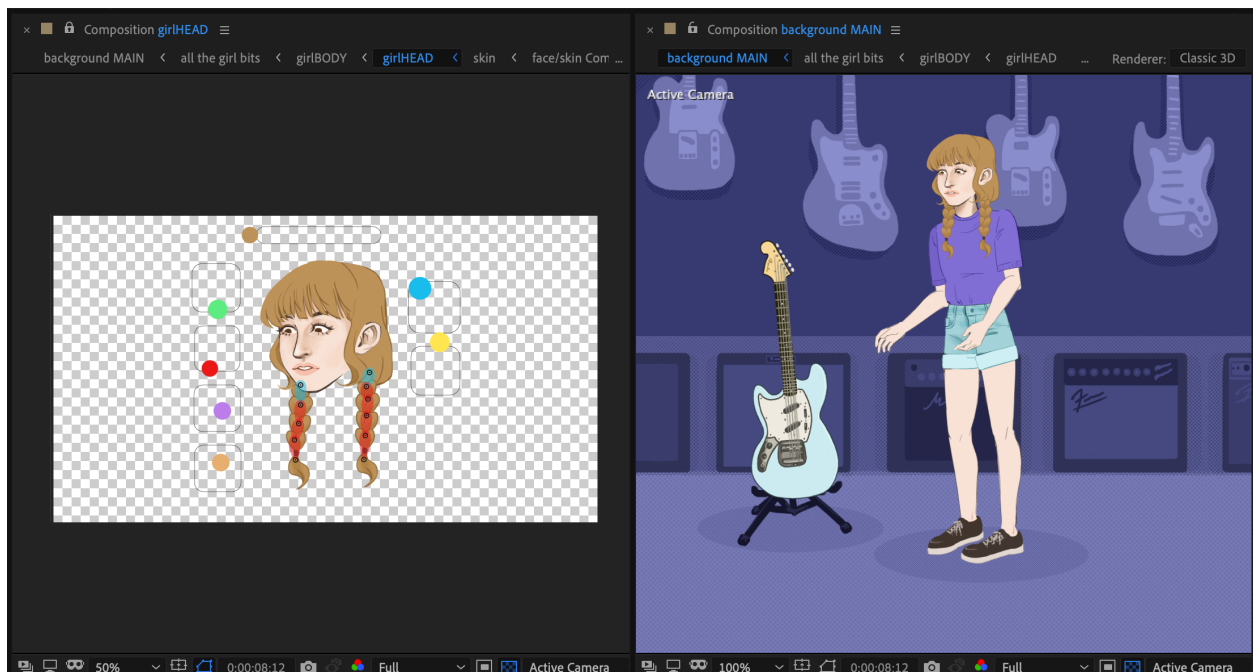 × Composition girlHEAD
background MAIN < all the girl bits < girlBODY < girlHEAD < skin < face/skin Com ...
50% 0:00:08:12 Full Active Camera
× Composition background MAIN
background MAIN < all the girl bits < girlBODY < girlHEAD ... Renderer: Classic 3D
Active Camera
100% 0:00:08:12 Full Active Camera